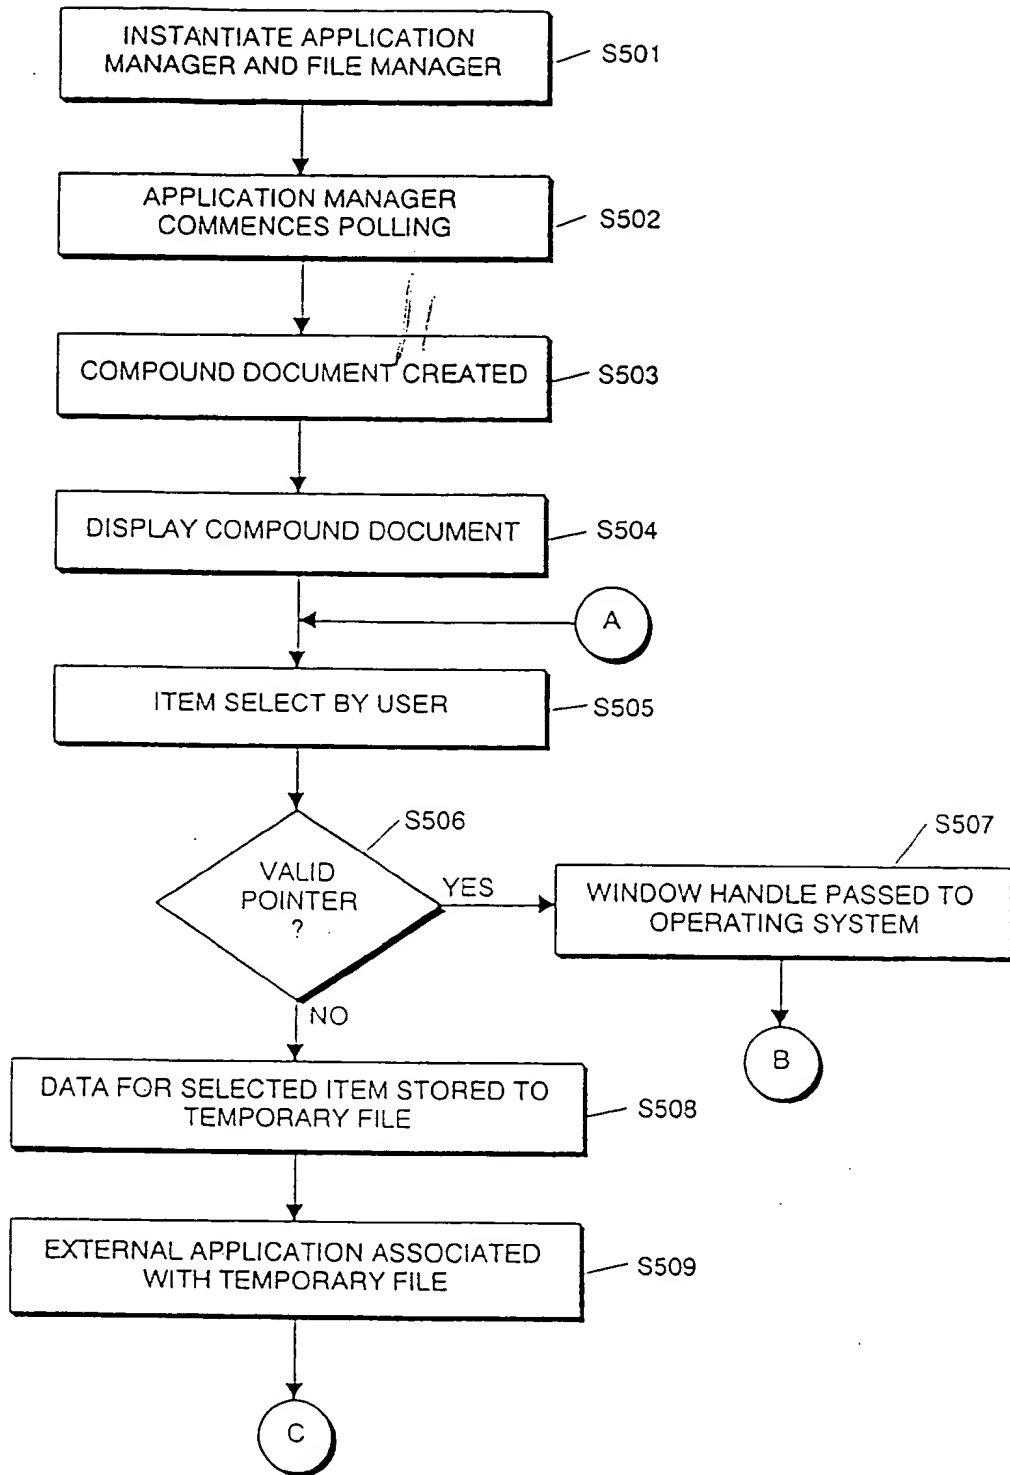 INSTANTIATE APPLICATION
MANAGER AND FILE MANAGER
S501
APPLICATION MANAGER
COMMENCES POLLING
S502
COMPOUND DOCUMENT CREATED
S503
DISPLAY COMPOUND DOCUMENT
S504
A
ITEM SELECT BY USER
S505
S506
VALID
POINTER
?
YES
S507
WINDOW HANDLE PASSED TO
OPERATING SYSTEM
B
NO
DATA FOR SELECTED ITEM STORED TO
TEMPORARY FILE
S508
EXTERNAL APPLICATION ASSOCIATED
WITH TEMPORARY FILE
S509
C